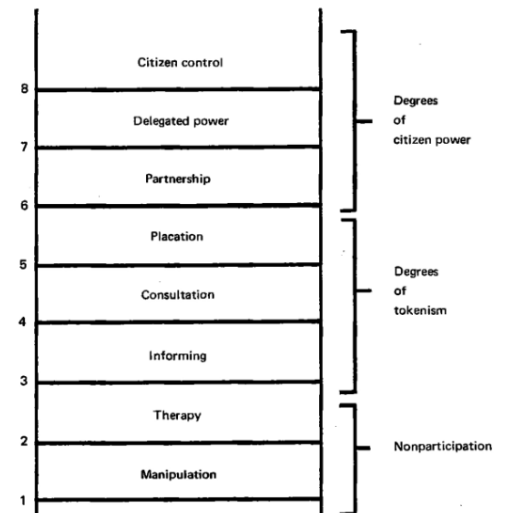 Citizen control
8
Degrees
Delegated power
of
citizen power
7
Partnership
6
Placation
5
Degrees
Consultation
of
tokenism
4
Informing
3
Therapy
2
Nonparticipation
Manipulation
1